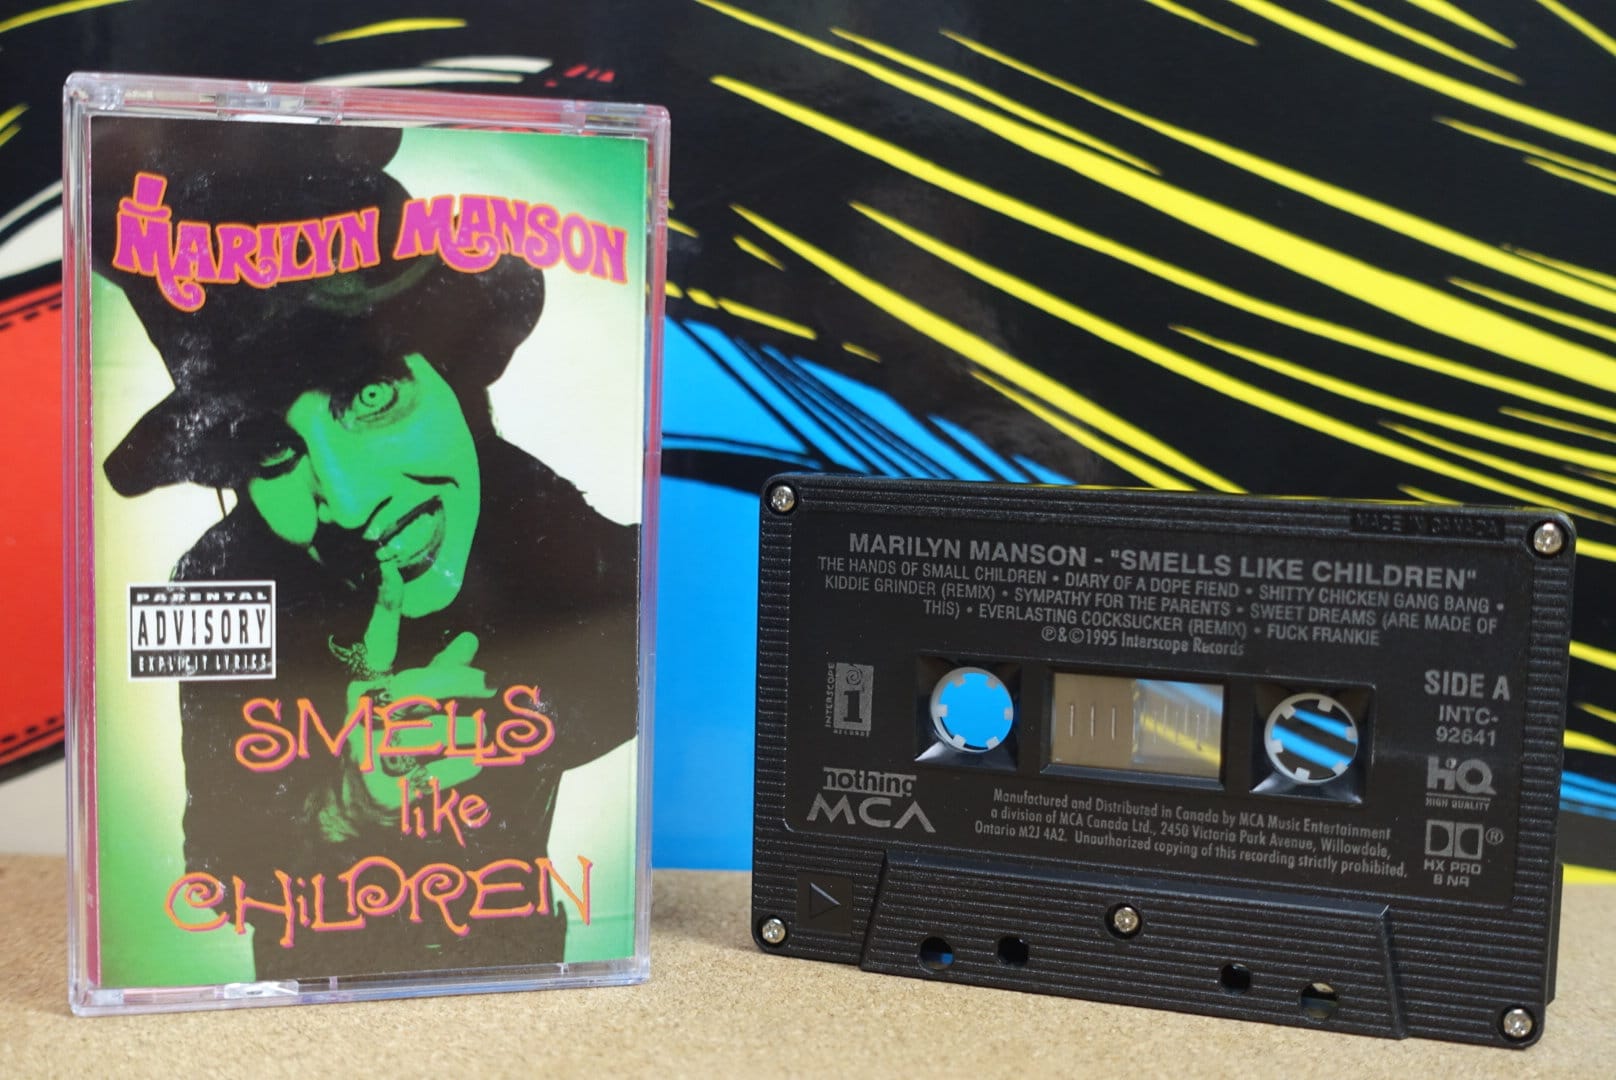 MARILYN MANSON
PARENTAL
ADVISORY
EXPLICIT LYRICS
SMELLS
like
CHILDREN
MADE IN CANADA
MARILYN MANSON - "SMELLS LIKE CHILDREN"
THE HANDS OF SMALL CHILDREN • DIARY OF A DOPE FIEND • SHITTY CHICKEN GANG BANG •
KIDDIE GRINDER (REMIX) • SYMPATHY FOR THE PARENTS • SWEET DREAMS (ARE MADE OF
THIS) • EVERLASTING COCKSUCKER (REMIX) • FUCK FRANKIE
℗&©1995 Interscope Records
INTERSCOPE
RECORDS
SIDE A
INTC-
92641
HQ
HIGH QUALITY
nothing
MCA
Manufactured and Distributed in Canada by MCA Music Entertainment
a division of MCA Canada Ltd., 2450 Victoria Park Avenue, Willowdale,
Ontario M2J 4A2. Unauthorized copying of this recording strictly prohibited.
®
HX PRO
B NR